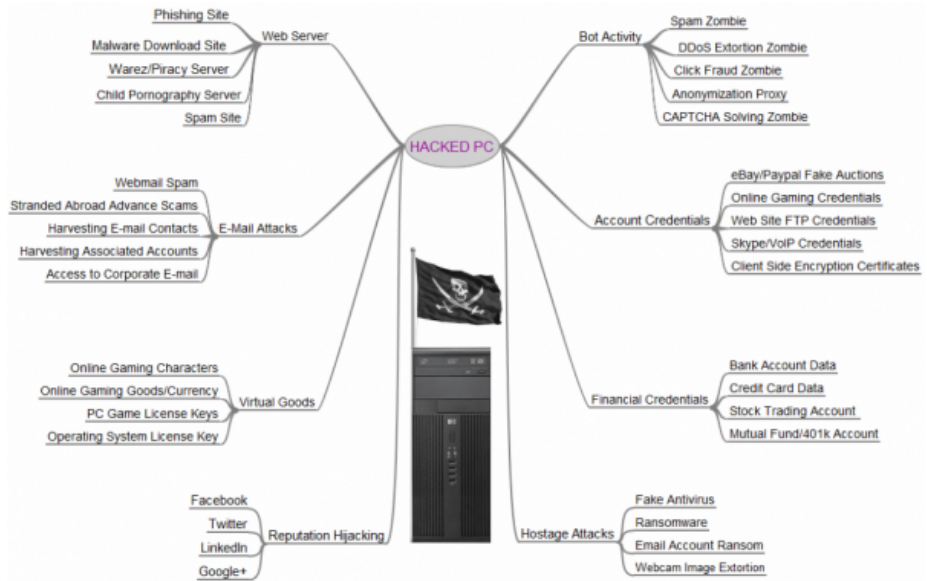 HACKED PC
Web Server
Phishing Site
Malware Download Site
Warez/Piracy Server
Child Pornography Server
Spam Site
E-Mail Attacks
Webmail Spam
Stranded Abroad Advance Scams
Harvesting E-mail Contacts
Harvesting Associated Accounts
Access to Corporate E-mail
Virtual Goods
Online Gaming Characters
Online Gaming Goods/Currency
PC Game License Keys
Operating System License Key
Reputation Hijacking
Facebook
Twitter
LinkedIn
Google+
Bot Activity
Spam Zombie
DDoS Extortion Zombie
Click Fraud Zombie
Anonymization Proxy
CAPTCHA Solving Zombie
Account Credentials
eBay/Paypal Fake Auctions
Online Gaming Credentials
Web Site FTP Credentials
Skype/VoIP Credentials
Client Side Encryption Certificates
Financial Credentials
Bank Account Data
Credit Card Data
Stock Trading Account
Mutual Fund/401k Account
Hostage Attacks
Fake Antivirus
Ransomware
Email Account Ransom
Webcam Image Extortion